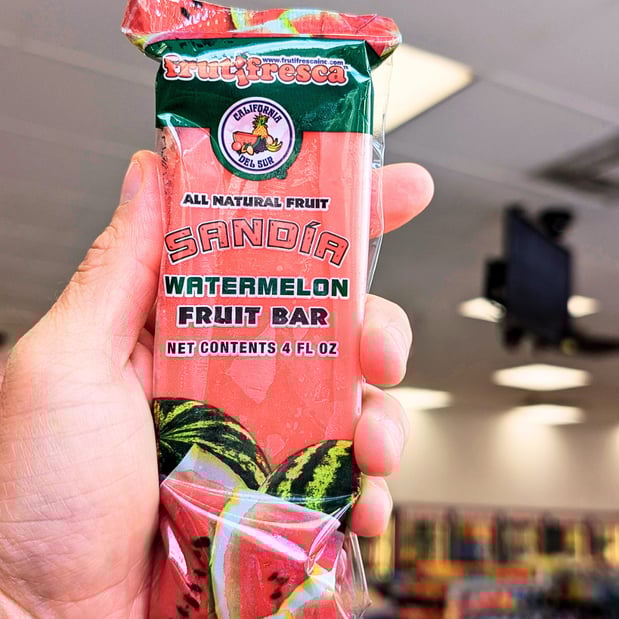 www.frutifrescainc.com
frutifresca
CALIFORNIA
DEL SUR
ALL NATURAL FRUIT
SANDíA
WATERMELON
FRUIT BAR
NET CONTENTS 4 FL OZ